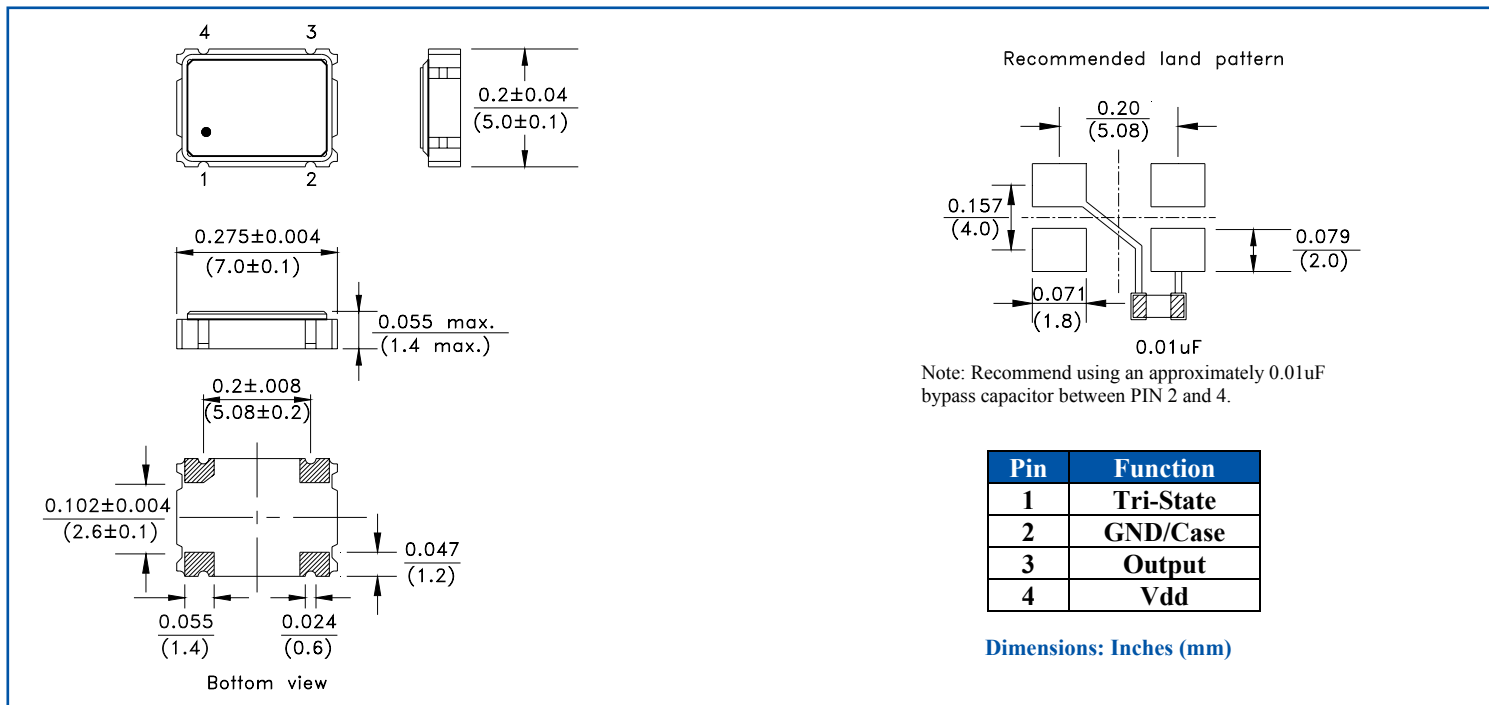 4 3
1 2
0.2±0.04
(5.0±0.1)
0.275±0.004
(7.0±0.1)
0.055 max.
(1.4 max.)
0.2±.008
(5.08±0.2)
0.102±0.004
(2.6±0.1)
0.047
(1.2)
0.055
(1.4)
0.024
(0.6)
Bottom view
Recommended land pattern
0.20
(5.08)
0.157
(4.0)
0.079
(2.0)
0.071
(1.8)
0.01uF
Note: Recommend using an approximately 0.01uF
bypass capacitor between PIN 2 and 4.
Pin Function
1 Tri-State
2 GND/Case
3 Output
4 Vdd
Dimensions: Inches (mm)